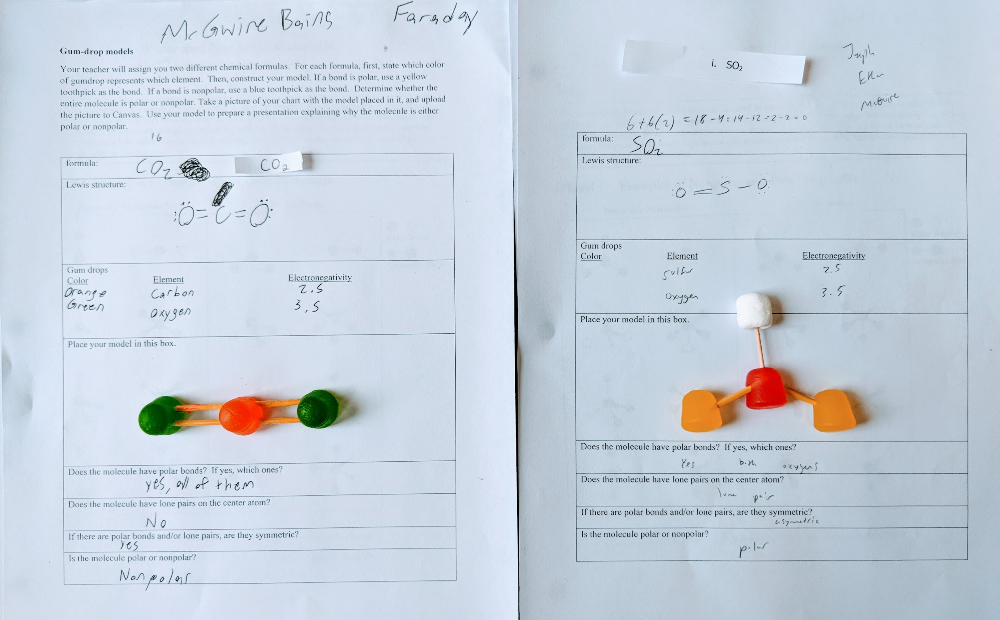 McGwire Bains Faraday
Gum-drop models
Your teacher will assign you two different chemical formulas. For each formula, first, state which color
of gumdrop represents which element. Then, construct your model. If a bond is polar, use a yellow
toothpick as the bond. If a bond is nonpolar, use a blue toothpick as the bond. Determine whether the
entire molecule is polar or nonpolar. Take a picture of your chart with the model placed in it, and upload
the picture to Canvas. Use your model to prepare a presentation explaining why the molecule is either
polar or nonpolar.
16
formula: CO₂ CO₂
Lewis structure:
:Ö=C=Ö:
Gum drops
Color Element Electronegativity
Orange Carbon 2.5
Green Oxygen 3.5
Place your model in this box.
Does the molecule have polar bonds? If yes, which ones?
yes, all of them
Does the molecule have lone pairs on the center atom?
No
If there are polar bonds and/or lone pairs, are they symmetric?
Yes
Is the molecule polar or nonpolar?
Nonpolar
i. SO₂
Joseph
Ethan
McGuire
6+6(2) = 18-4=14-12=2-2=0
formula: SO₂
Lewis structure:
:Ö=S̈-Ö:
Gum drops
Color Element Electronegativity
sulfur 2.5
oxygen 3.5
Place your model in this box.
Does the molecule have polar bonds? If yes, which ones?
Yes both oxygens
Does the molecule have lone pairs on the center atom?
lone pair
If there are polar bonds and/or lone pairs, are they symmetric?
asymmetric
Is the molecule polar or nonpolar?
polar